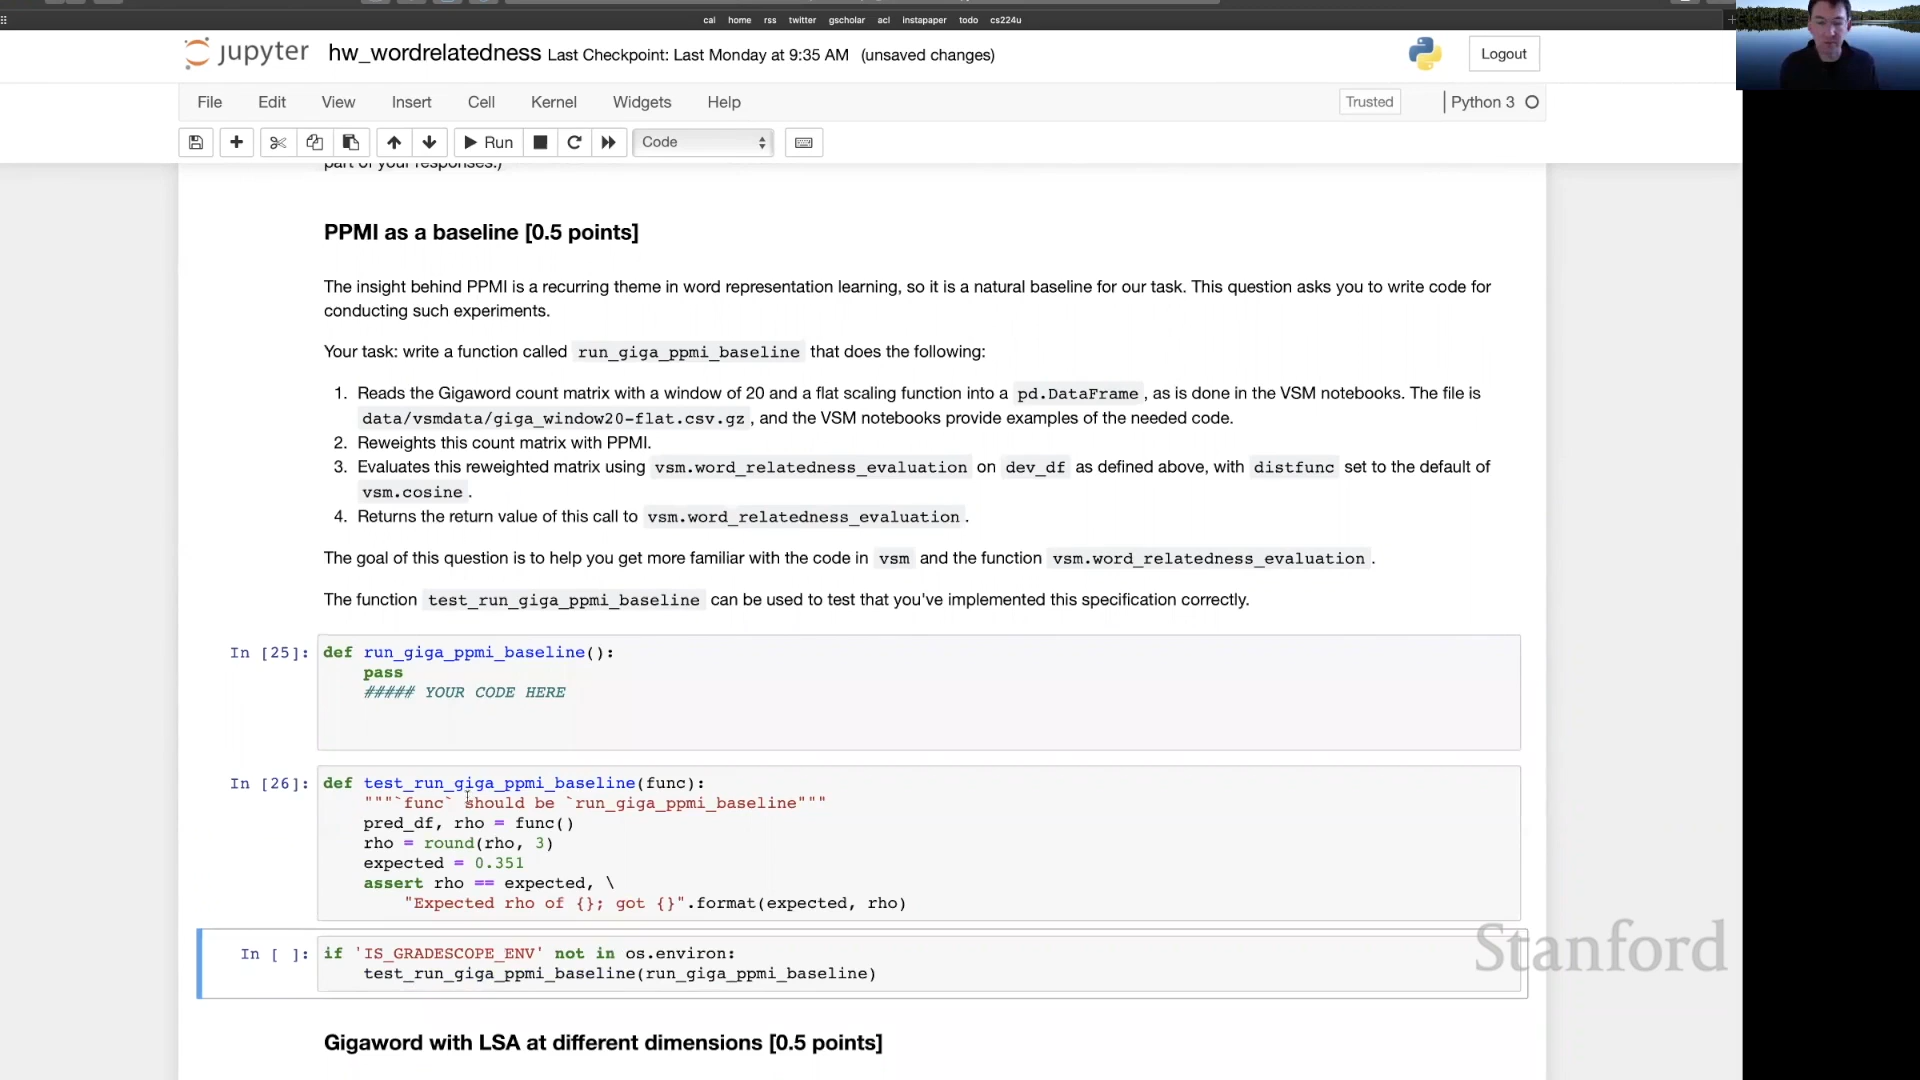 cal home rss twitter gscholar acl instapaper todo cs224u
jupyter hw_wordrelatedness Last Checkpoint: Last Monday at 9:35 AM (unsaved changes) Logout
File Edit View Insert Cell Kernel Widgets Help Trusted Python 3
Run Code
part of your responses.)
PPMI as a baseline [0.5 points]
The insight behind PPMI is a recurring theme in word representation learning, so it is a natural baseline for our task. This question asks you to write code for
conducting such experiments.
Your task: write a function called run_giga_ppmi_baseline that does the following:
1. Reads the Gigaword count matrix with a window of 20 and a flat scaling function into a pd.DataFrame , as is done in the VSM notebooks. The file is
data/vsmdata/giga_window20-flat.csv.gz , and the VSM notebooks provide examples of the needed code.
2. Reweights this count matrix with PPMI.
3. Evaluates this reweighted matrix using vsm.word_relatedness_evaluation on dev_df as defined above, with distfunc set to the default of
vsm.cosine .
4. Returns the return value of this call to vsm.word_relatedness_evaluation .
The goal of this question is to help you get more familiar with the code in vsm and the function vsm.word_relatedness_evaluation .
The function test_run_giga_ppmi_baseline can be used to test that you've implemented this specification correctly.
In [25]: def run_giga_ppmi_baseline():
pass
##### YOUR CODE HERE
In [26]: def test_run_giga_ppmi_baseline(func):
"""`func` should be `run_giga_ppmi_baseline"""
pred_df, rho = func()
rho = round(rho, 3)
expected = 0.351
assert rho == expected, \
"Expected rho of {}; got {}".format(expected, rho)
In [ ]: if 'IS_GRADESCOPE_ENV' not in os.environ:
test_run_giga_ppmi_baseline(run_giga_ppmi_baseline)
Stanford
Gigaword with LSA at different dimensions [0.5 points]